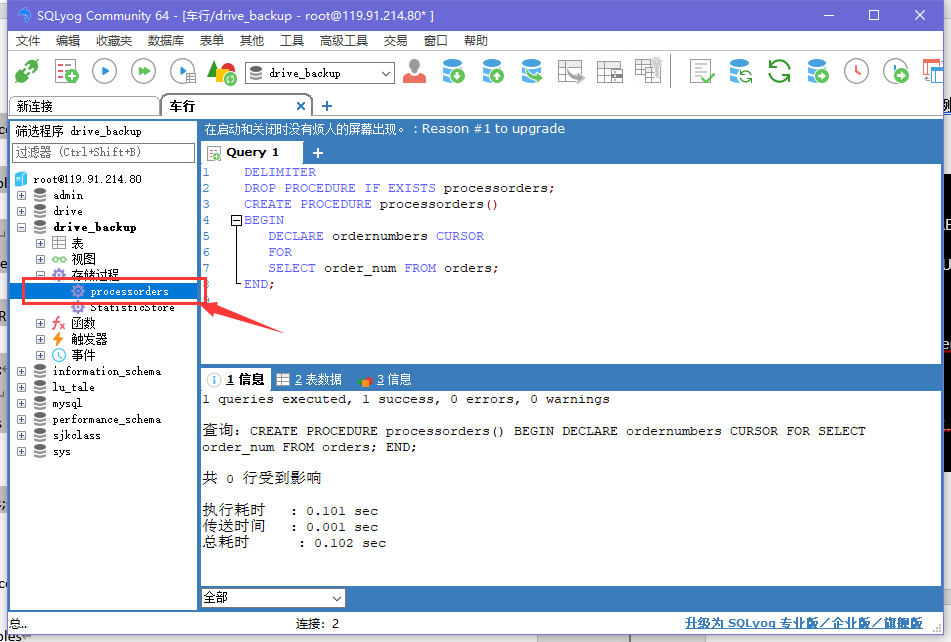 SQLyog Community 64 - [车行/drive_backup - root@119.91.214.80* ]
文件 编辑 收藏夹 数据库 表单 其他 工具 高级工具 交易 窗口 帮助
drive_backup
新连接 车行
筛选程序 drive_backup
过滤器 (Ctrl+Shift+B)
root@119.91.214.80
admin
drive
drive_backup
表
视图
存储过程
processorders
StatisticStore
函数
触发器
事件
information_schema
lu_tale
mysql
performance_schema
sjkclass
sys
在启动和关闭时没有烦人的屏幕出现。 : Reason #1 to upgrade
Query 1
1 DELIMITER
2 DROP PROCEDURE IF EXISTS processorders;
3 CREATE PROCEDURE processorders()
4 BEGIN
5 DECLARE ordernumbers CURSOR
6 FOR
7 SELECT order_num FROM orders;
END;
1 信息 2 表数据 3 信息
1 queries executed, 1 success, 0 errors, 0 warnings
查询: CREATE PROCEDURE processorders() BEGIN DECLARE ordernumbers CURSOR FOR SELECT
order_num FROM orders; END;
共 0 行受到影响
执行耗时 : 0.101 sec
传送时间 : 0.001 sec
总耗时 : 0.102 sec
全部
总..
连接: 2
升级为 SQLyog 专业版/企业版/旗舰版